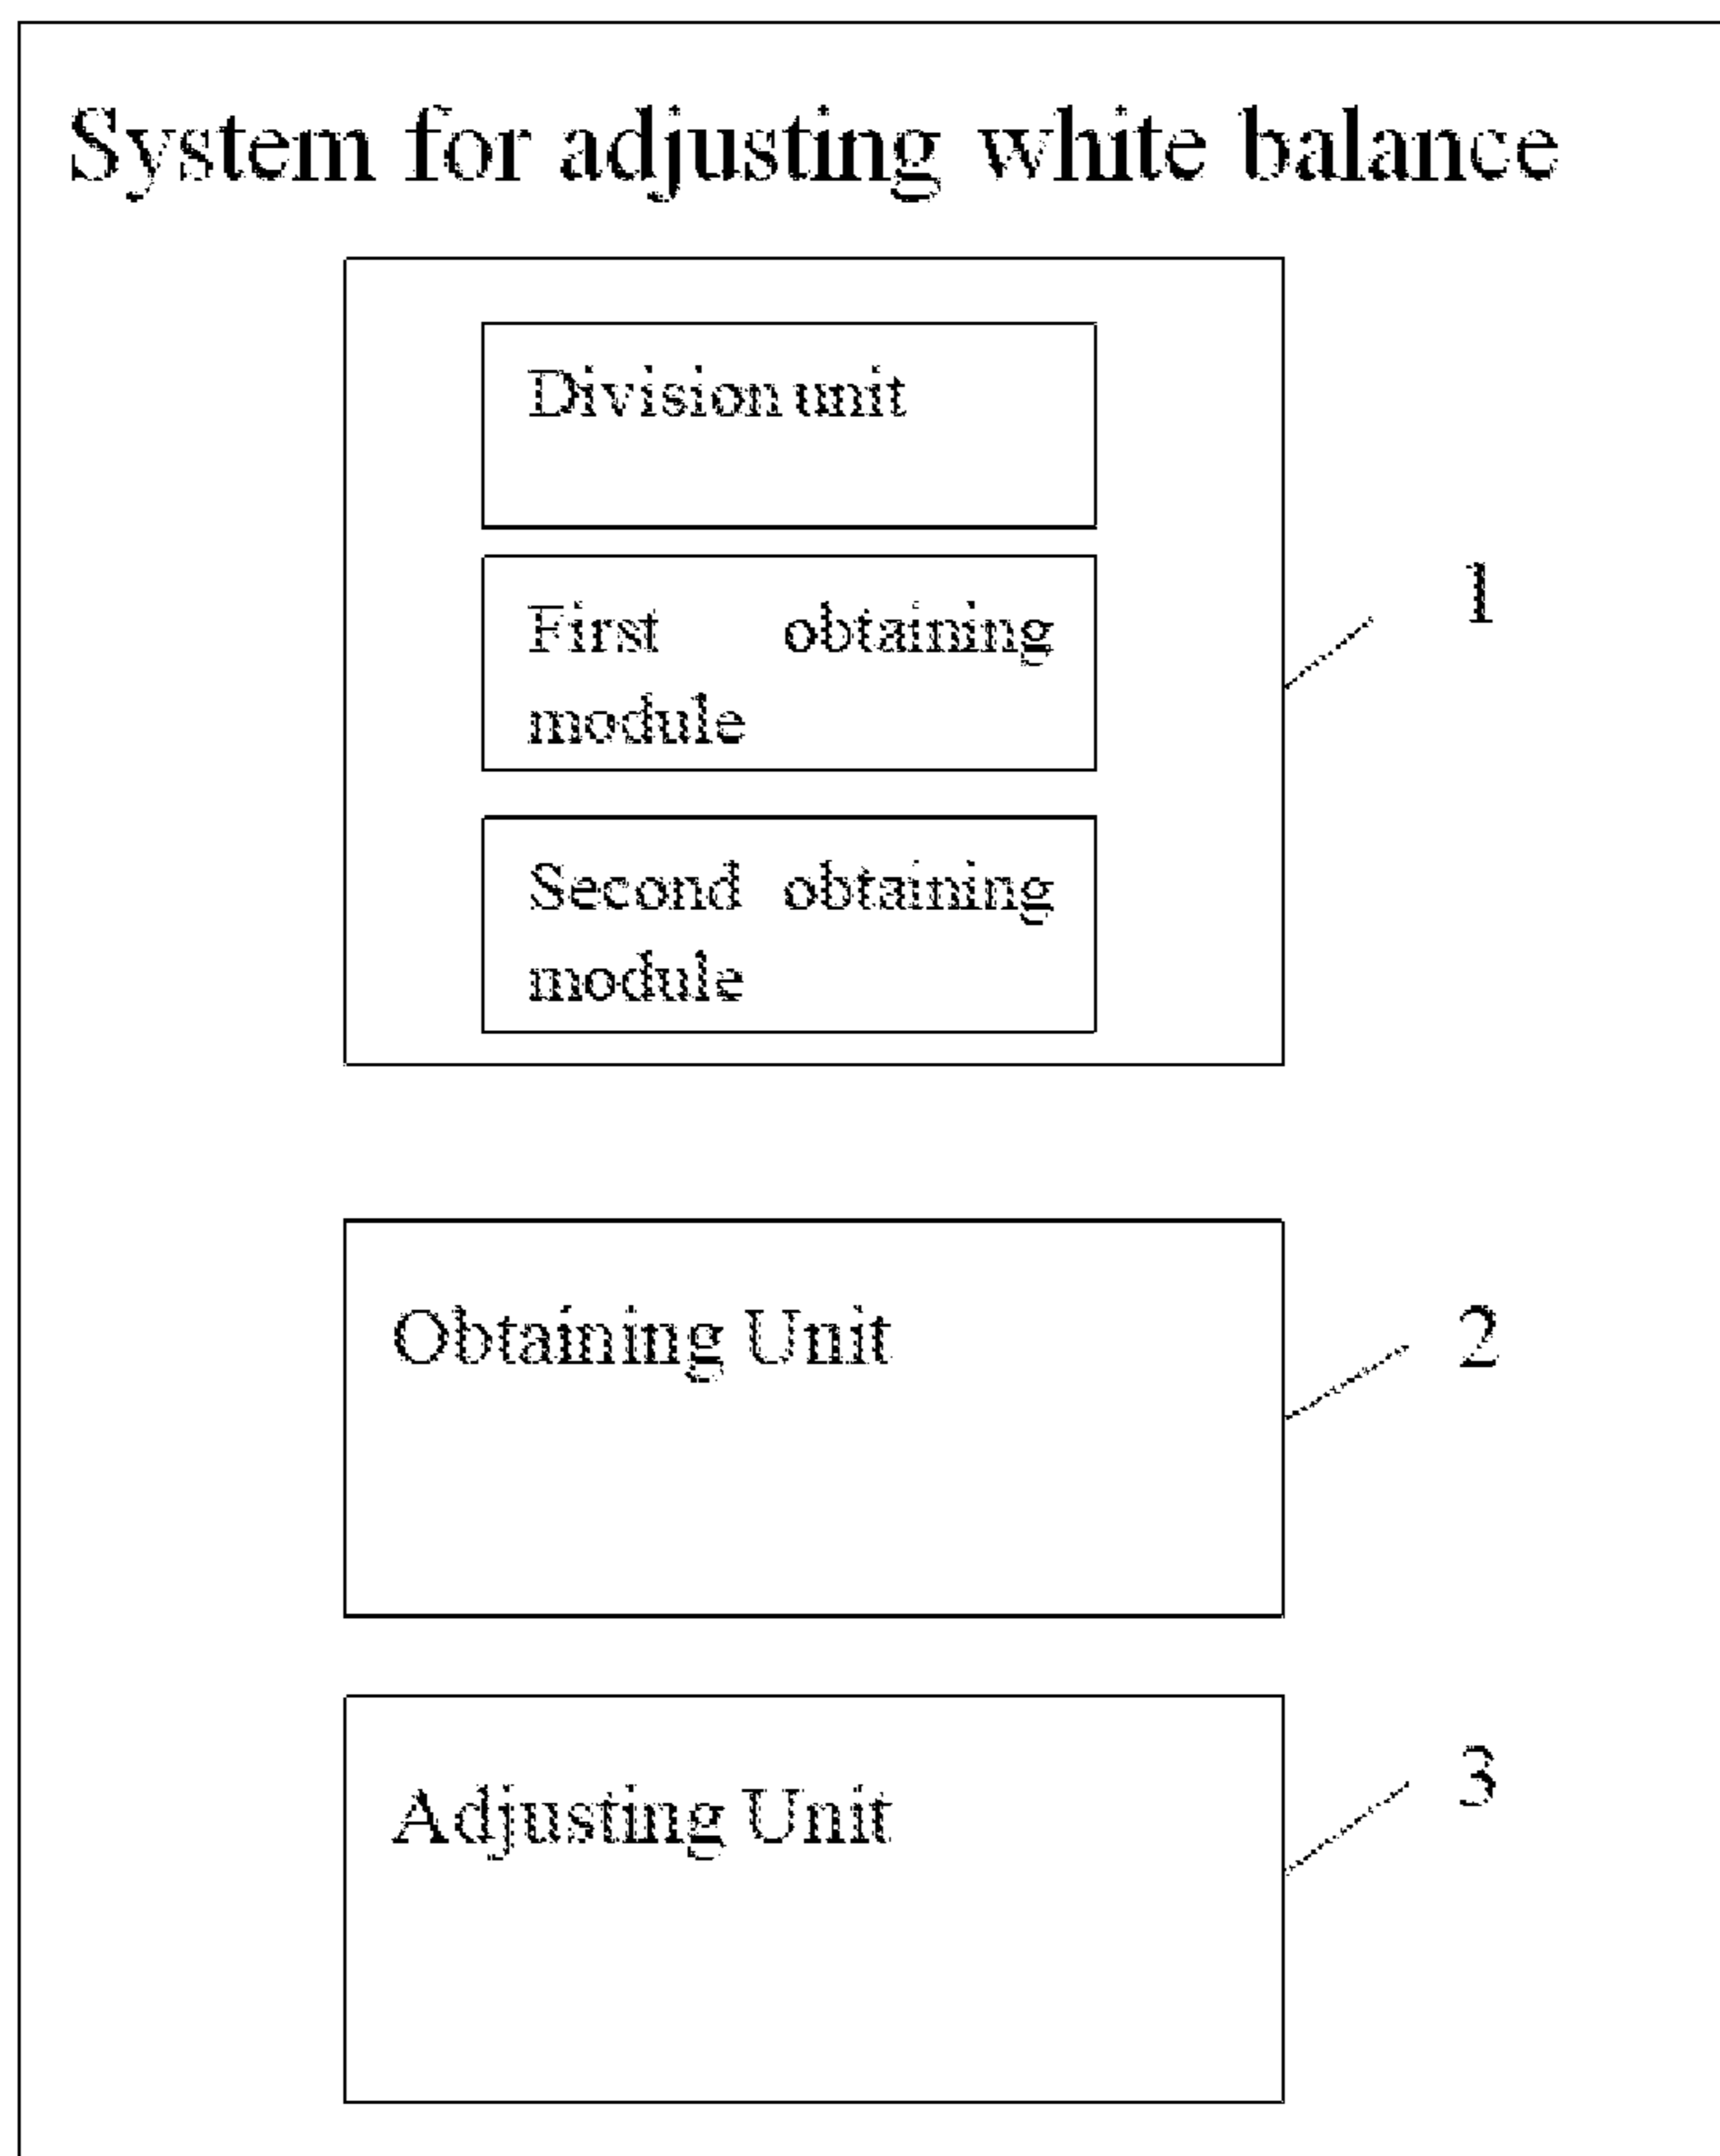 System for adjusting white balance
Division unit
First obtaining
module
1
Second obtaining
module
Obtaining Unit
2
Adjusting Unit
3